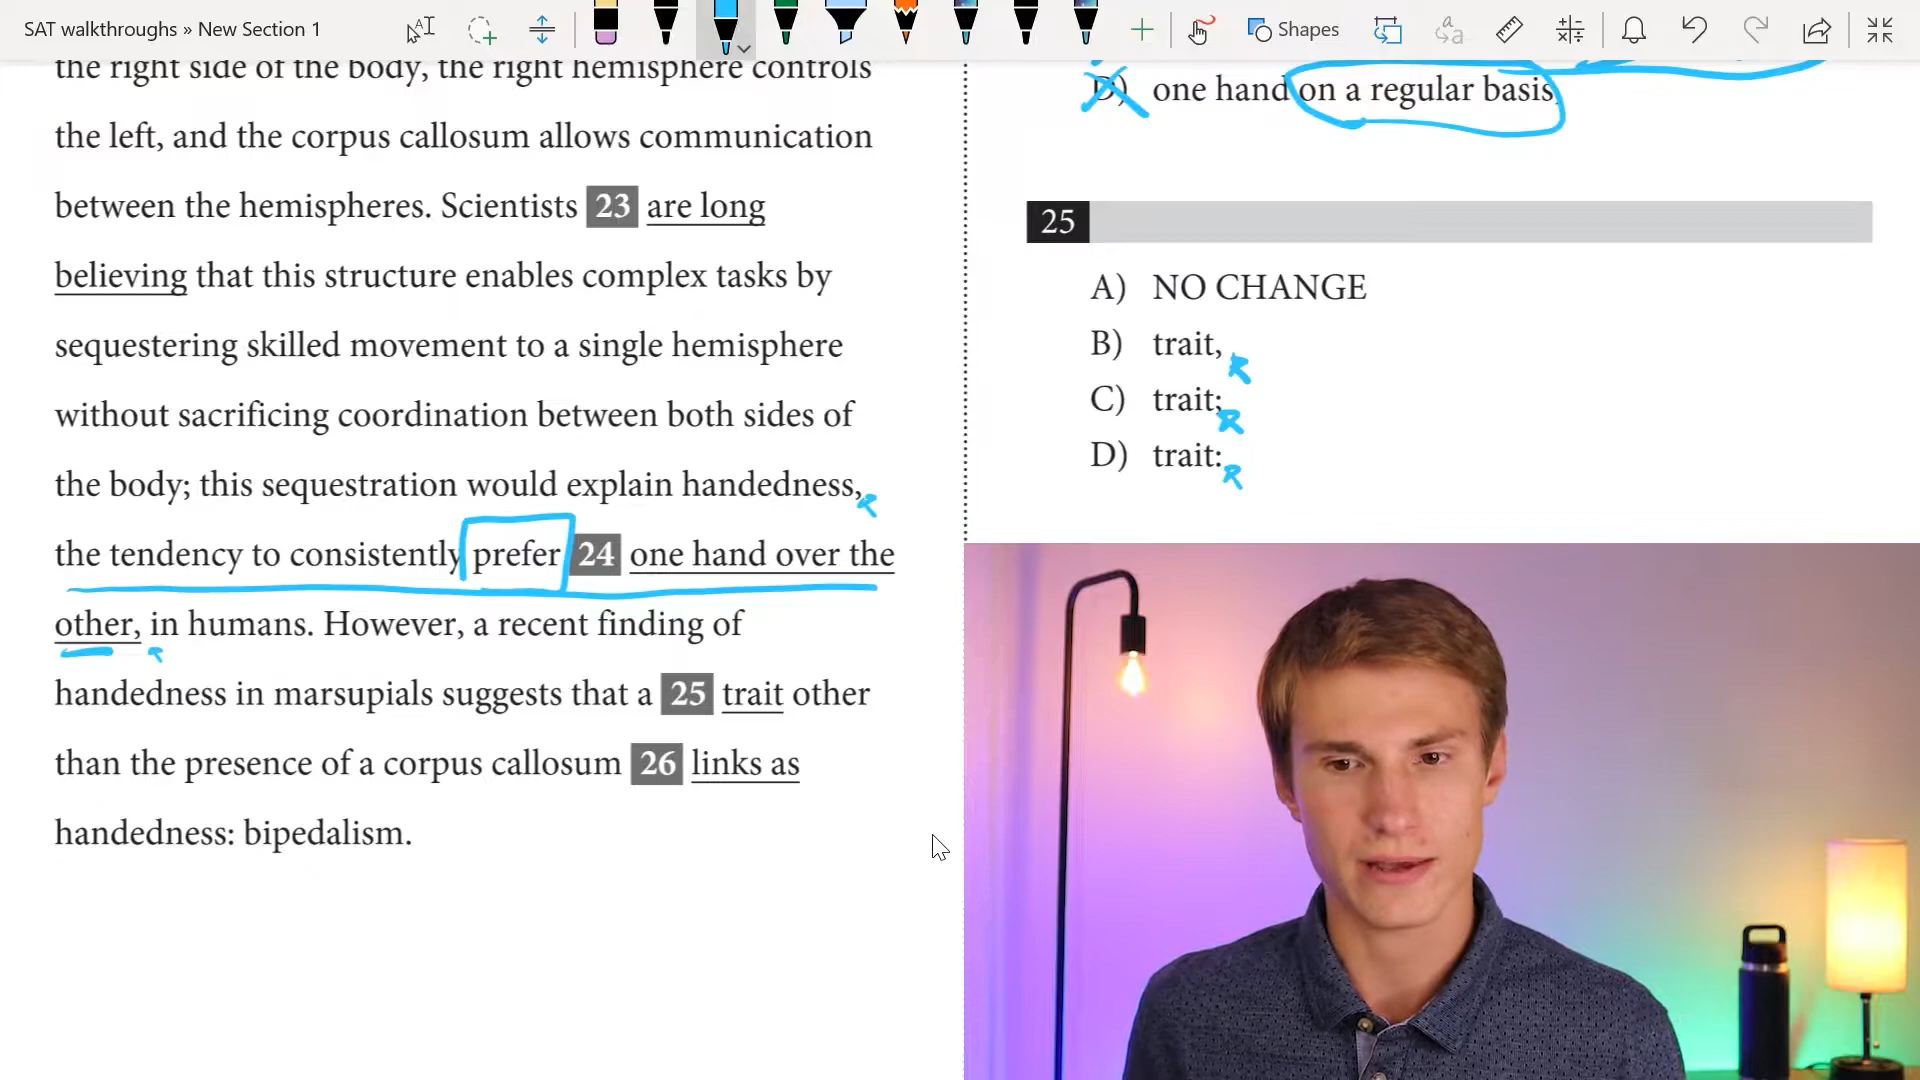 SAT walkthroughs » New Section 1
Shapes
the right side of the body, the right hemisphere controls
the left, and the corpus callosum allows communication
between the hemispheres. Scientists 23 are long
believing that this structure enables complex tasks by
sequestering skilled movement to a single hemisphere
without sacrificing coordination between both sides of
the body; this sequestration would explain handedness,
the tendency to consistently prefer 24 one hand over the
other, in humans. However, a recent finding of
handedness in marsupials suggests that a 25 trait other
than the presence of a corpus callosum 26 links as
handedness: bipedalism.
D) one hand on a regular basis,
25
A) NO CHANGE
B) trait,
C) trait;
D) trait: